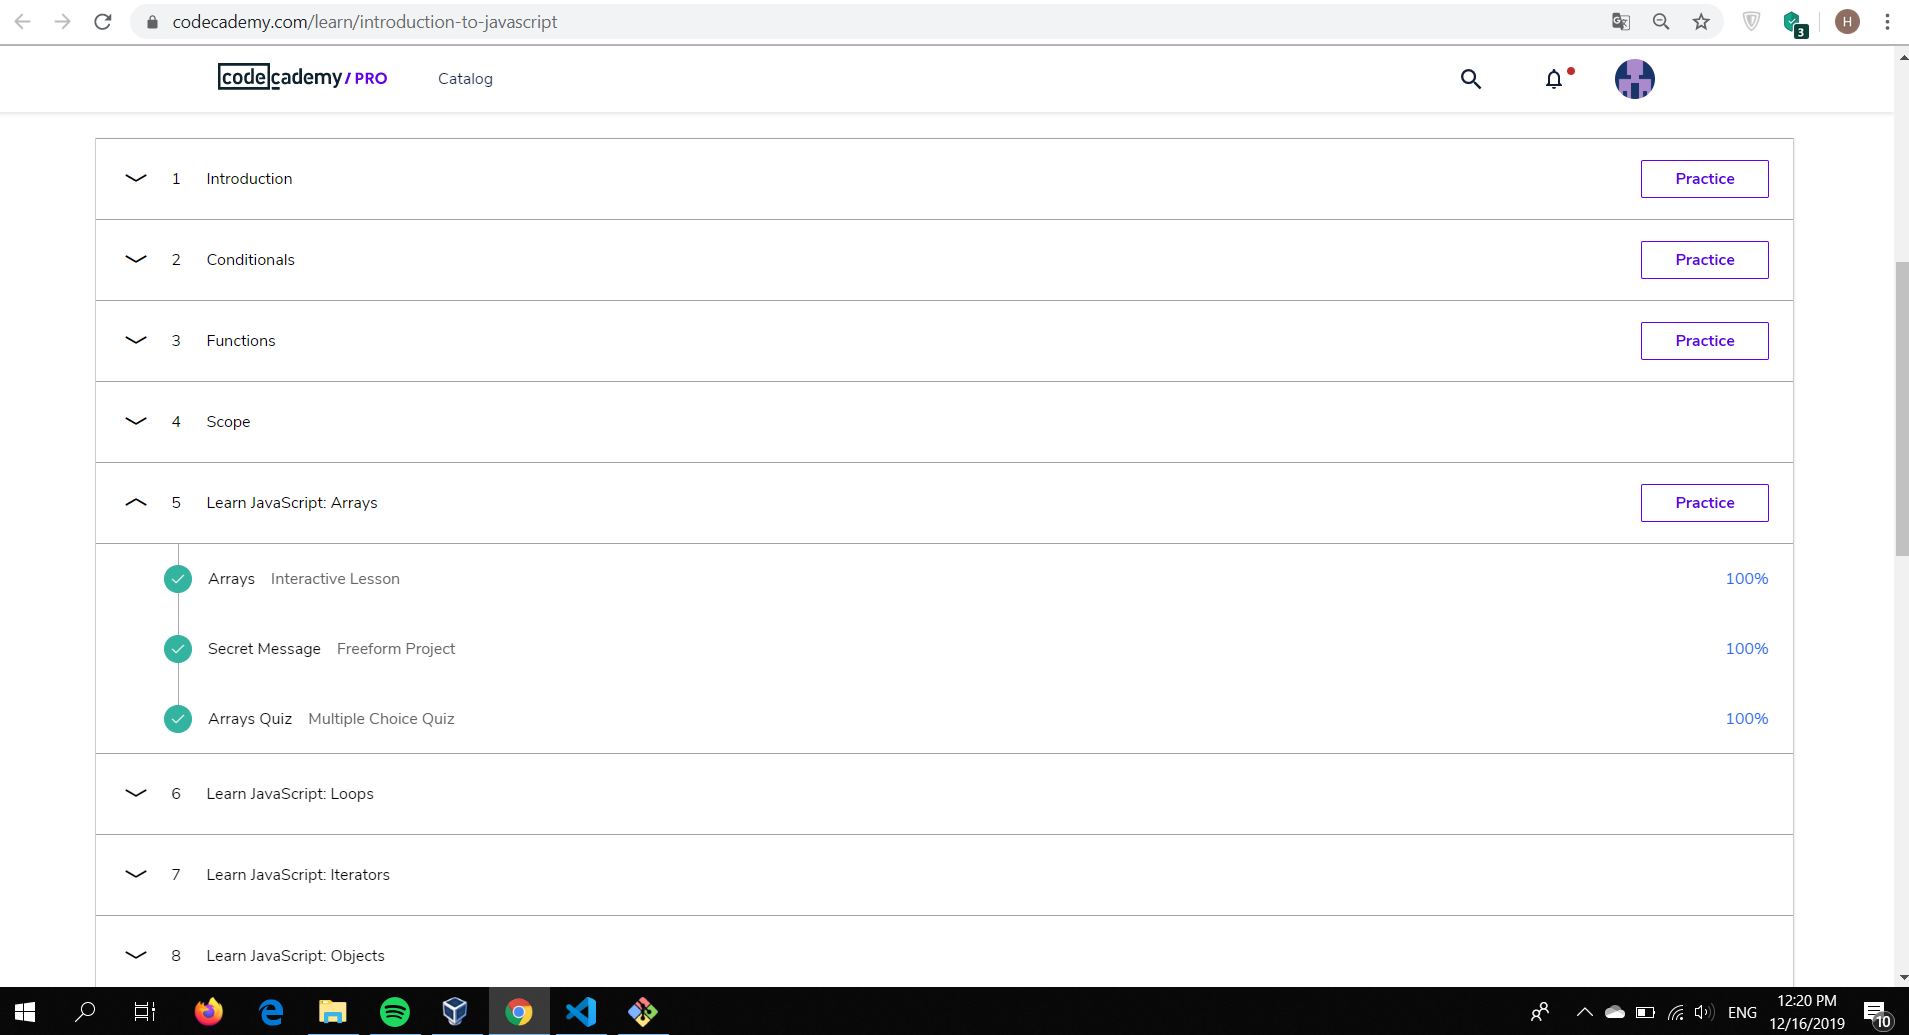 codecademy.com/learn/introduction-to-javascript
3
H
codecademy/PRO
Catalog
1 Introduction Practice
2 Conditionals Practice
3 Functions Practice
4 Scope
5 Learn JavaScript: Arrays Practice
Arrays Interactive Lesson 100%
Secret Message Freeform Project 100%
Arrays Quiz Multiple Choice Quiz 100%
6 Learn JavaScript: Loops
7 Learn JavaScript: Iterators
8 Learn JavaScript: Objects
ENG
12:20 PM
12/16/2019
10